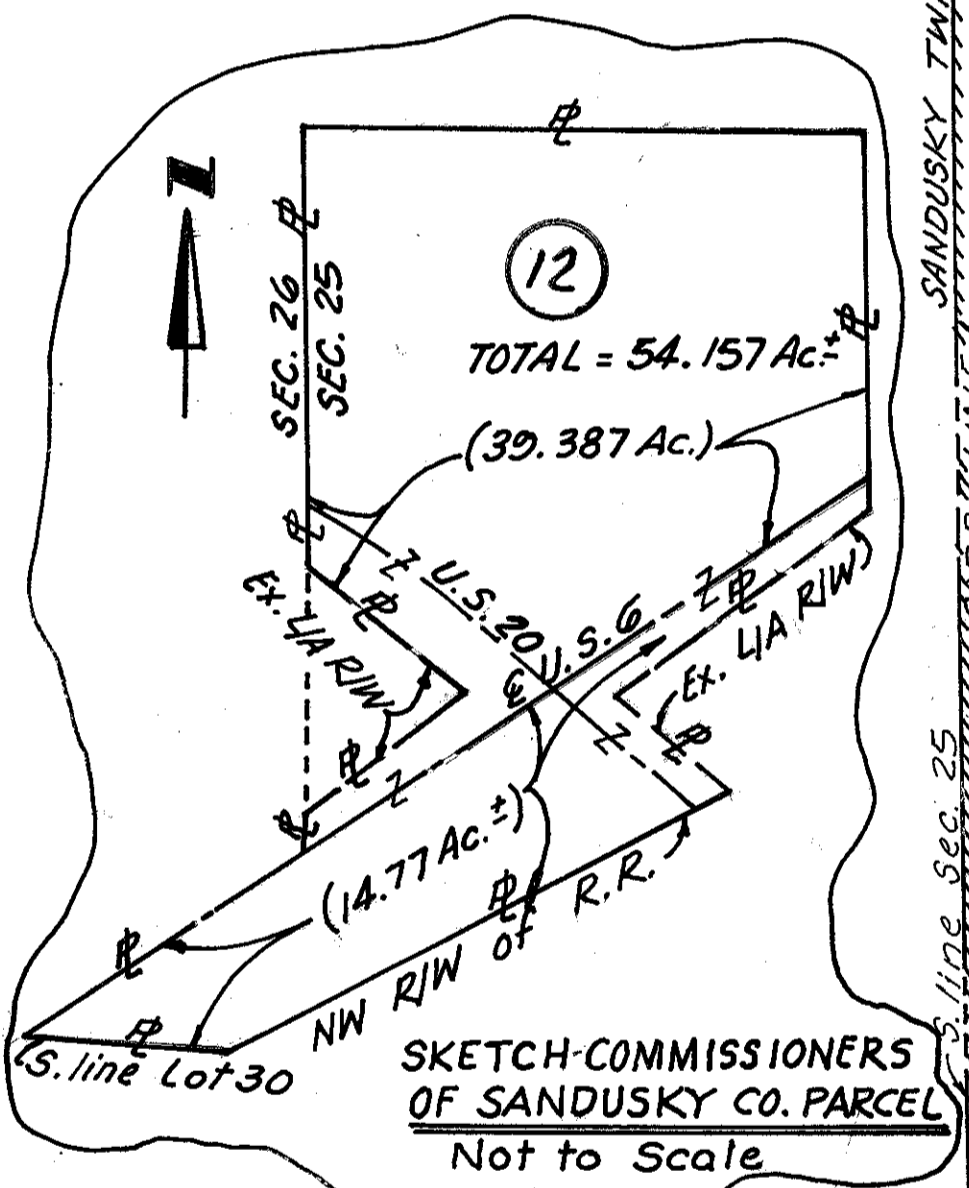 SANDUSKY
℄
N
℄
12
SEC. 26
SEC. 25
TOTAL = 54.157 Ac.±
℄
(39.387 Ac.)
℄
Z
U.S. 20
EX. L/A R/W
℄
U.S. 6
Z
℄
EX. L/A R/W
℄
Z
℄
℄
Z
℄
(14.77 Ac.±)
℄
NW R/W of R.R.
℄
℄
S. line Lot 30
S. line Sec. 25
SKETCH-COMMISSIONERS
OF SANDUSKY CO. PARCEL
Not to Scale